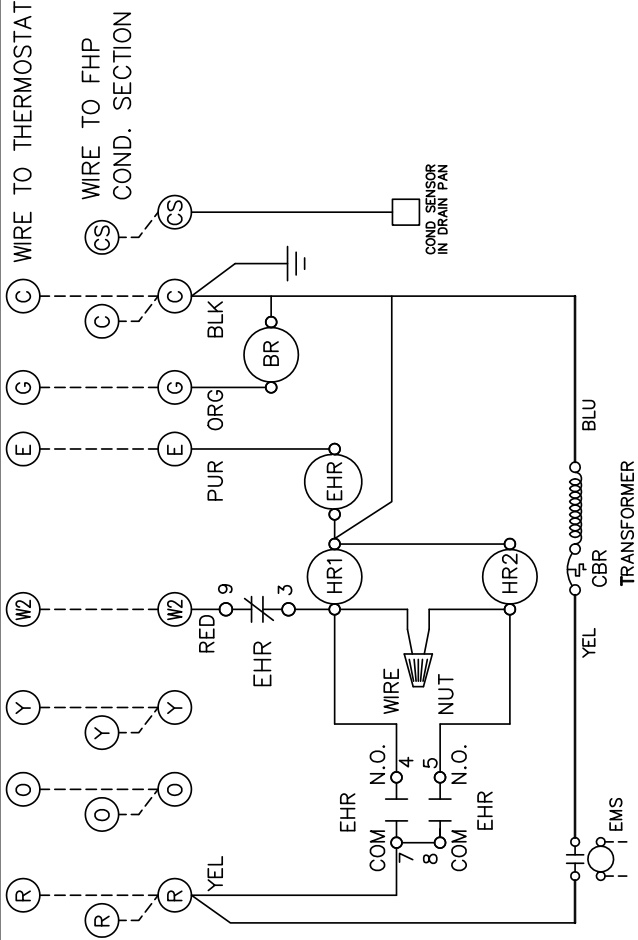 R
O
Y
W2
E
G
C
WIRE TO THERMOSTAT
R
O
Y
C
CS
WIRE TO FHP
COND. SECTION
R
O
Y
W2
E
G
C
CS
YEL
RED
PUR
ORG
BLK
9
EHR
3
BR
EHR
HR1
EHR
COM
N.O.
7
4
8
5
COM
N.O.
EHR
WIRE
NUT
HR2
COND SENSOR
IN DRAIN PAN
YEL
BLU
CBR
TRANSFORMER
EMS